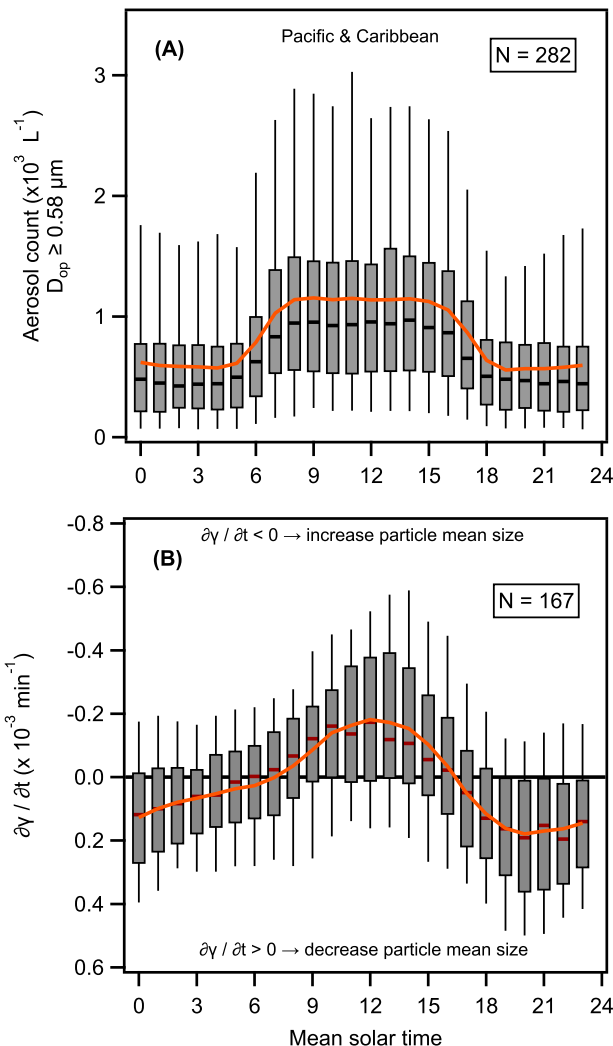 (A)
Pacific & Caribbean
N = 282
Aerosol count (x10³ L⁻¹)
Dop ≥ 0.58 µm
3
2
1
0
0 3 6 9 12 15 18 21 24
∂γ / ∂t < 0 → increase particle mean size
(B)
N = 167
∂γ / ∂t (x 10⁻³ min⁻¹)
-0.8
-0.6
-0.4
-0.2
0.0
0.2
0.4
0.6
∂γ / ∂t > 0 → decrease particle mean size
0 3 6 9 12 15 18 21 24
Mean solar time